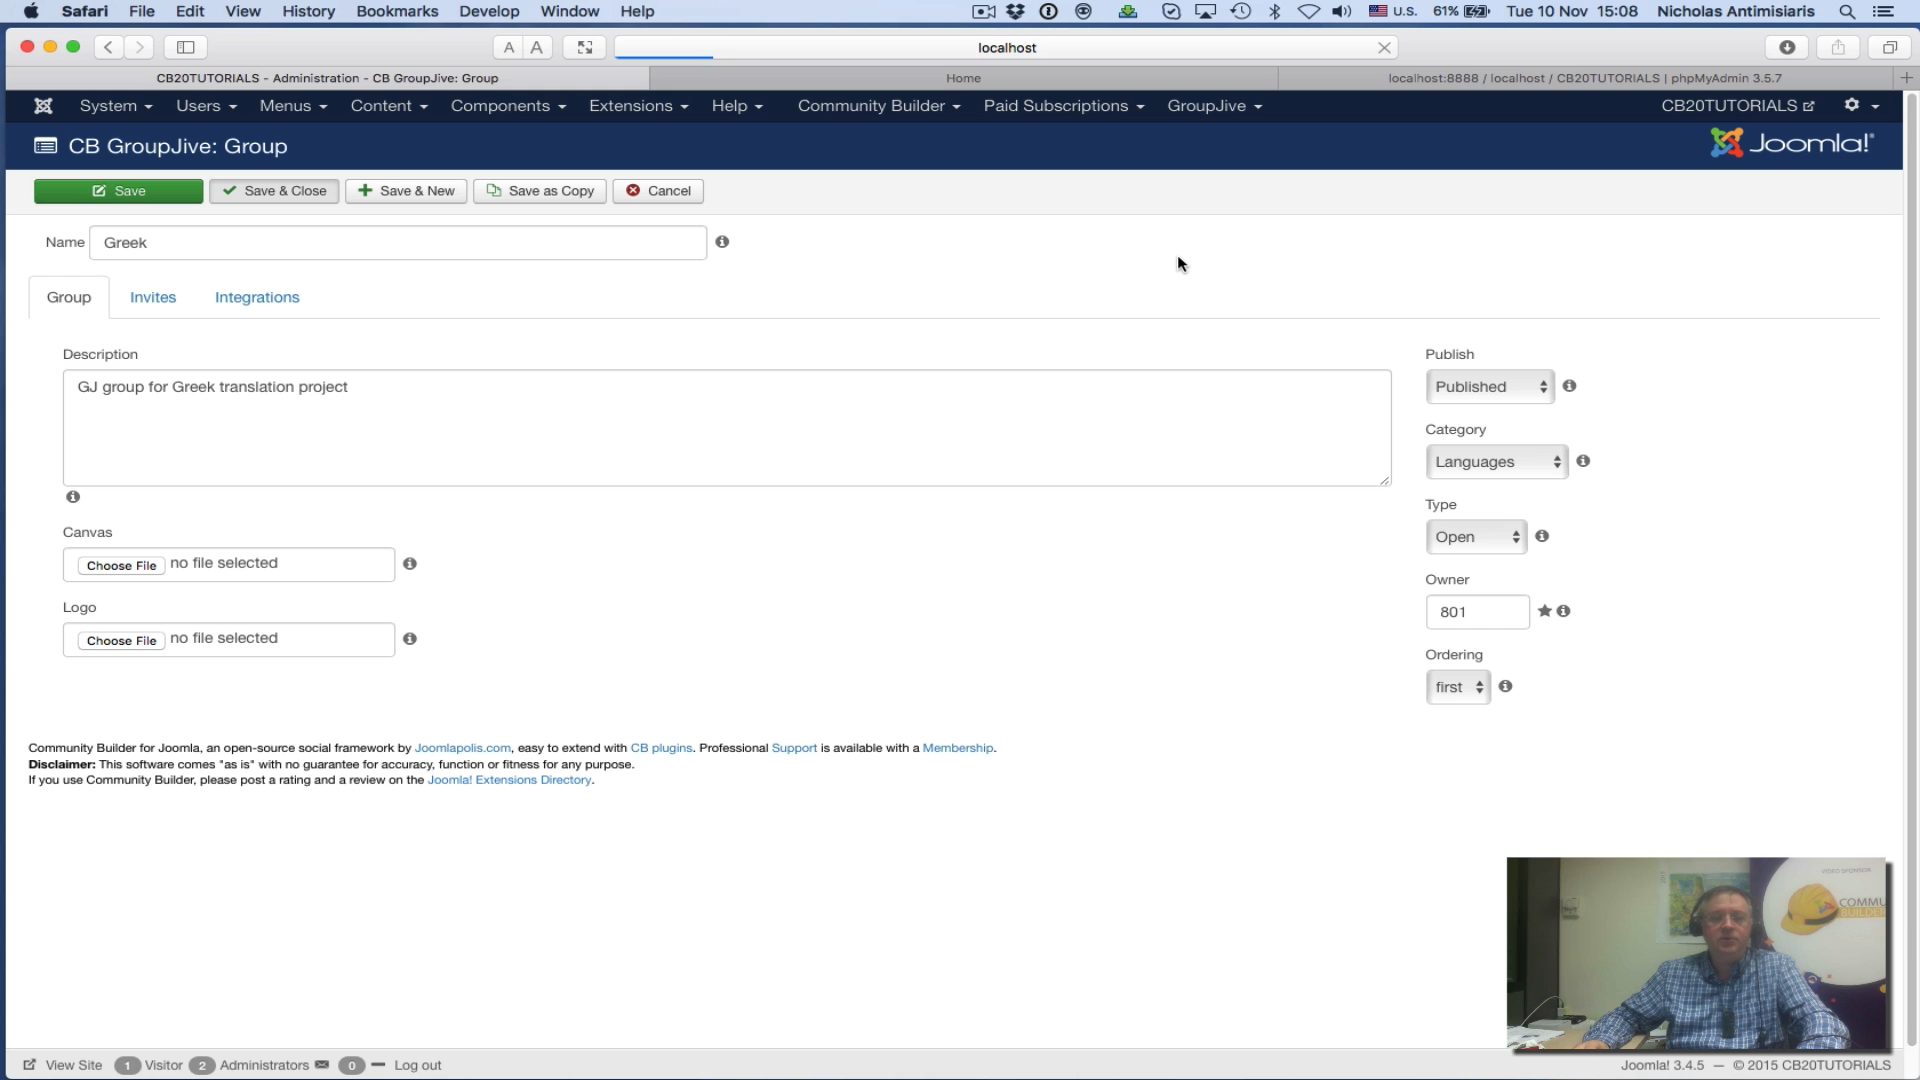 Safari File Edit View History Bookmarks Develop Window Help U.S. 61% Tue 10 Nov 15:08 Nicholas Antimisiaris
A A localhost
CB20TUTORIALS - Administration - CB GroupJive: Group Home localhost:8888 / localhost / CB20TUTORIALS | phpMyAdmin 3.5.7
System Users Menus Content Components Extensions Help Community Builder Paid Subscriptions GroupJive CB20TUTORIALS
CB GroupJive: Group Joomla!
Save Save & Close Save & New Save as Copy Cancel
Name Greek
Group Invites Integrations
Description
GJ group for Greek translation project
Canvas
Choose File no file selected
Logo
Choose File no file selected
Publish
Published
Category
Languages
Type
Open
Owner
801
Ordering
first
Community Builder for Joomla, an open-source social framework by Joomlapolis.com, easy to extend with CB plugins. Professional Support is available with a Membership.
Disclaimer: This software comes "as is" with no guarantee for accuracy, function or fitness for any purpose.
If you use Community Builder, please post a rating and a review on the Joomla! Extensions Directory.
VIDEO SPONSOR
COMMU
BUILDER
View Site 1 Visitor 2 Administrators 0 Log out Joomla! 3.4.5 — © 2015 CB20TUTORIALS